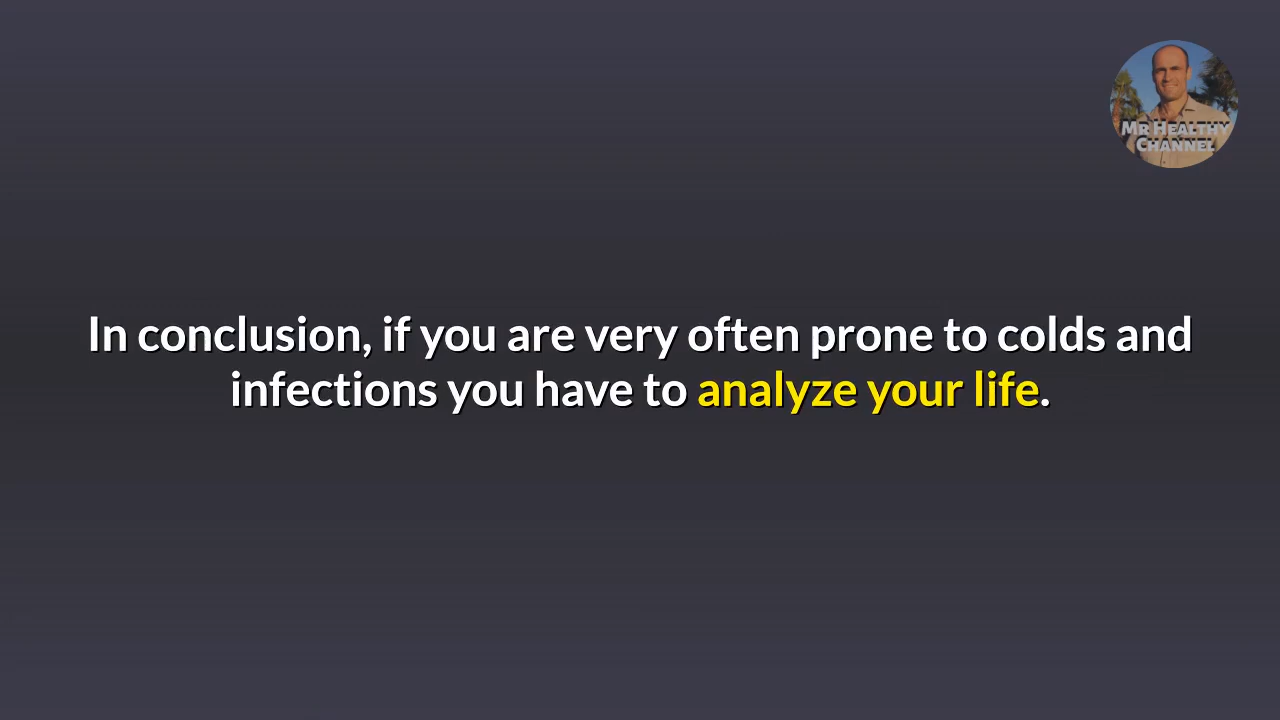 MR HEALTHY
CHANNEL
In conclusion, if you are very often prone to colds and
infections you have to analyze your life.